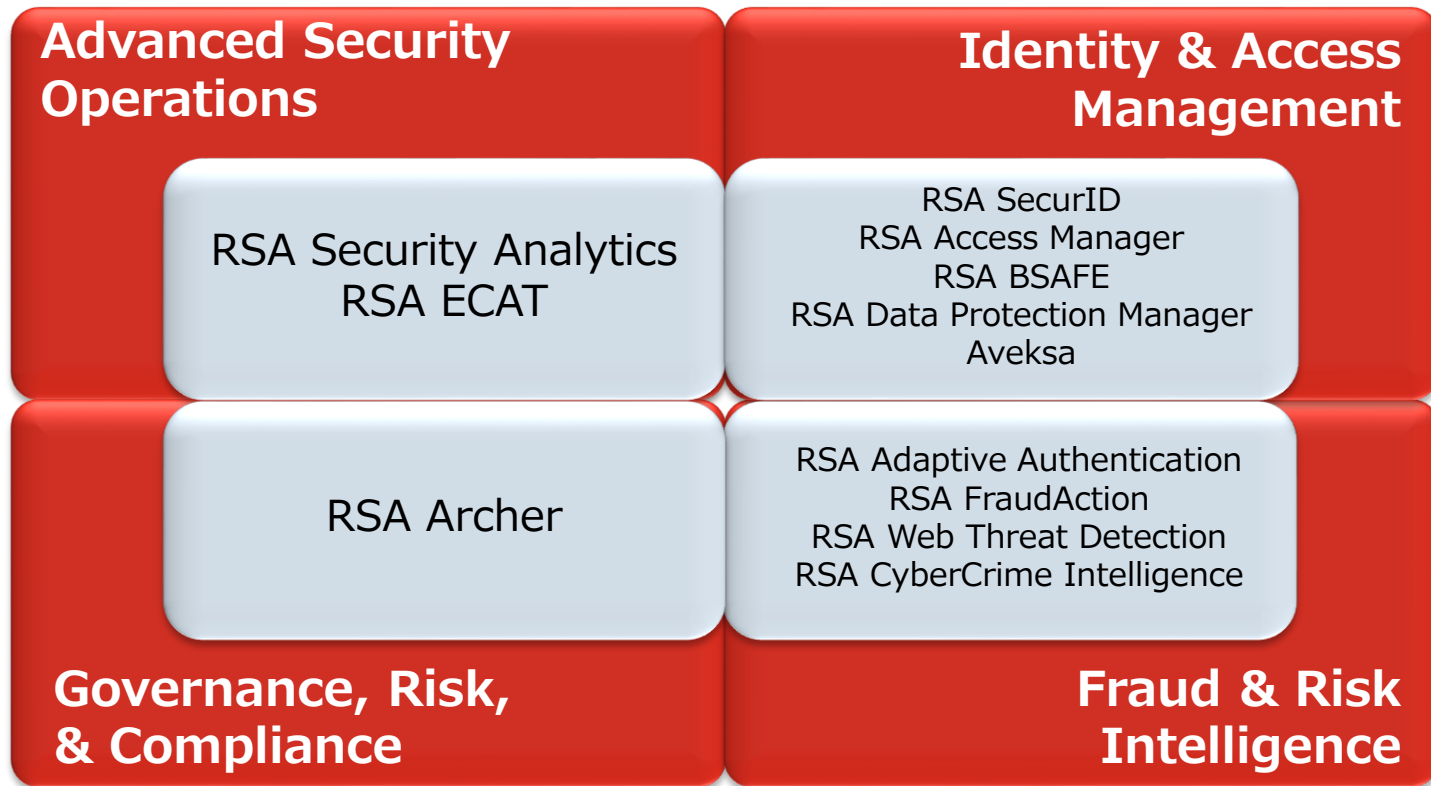 Advanced Security
Operations
RSA Security Analytics
RSA ECAT
Identity & Access
Management
RSA SecurID
RSA Access Manager
RSA BSAFE
RSA Data Protection Manager
Aveksa
RSA Archer
Governance, Risk,
& Compliance
RSA Adaptive Authentication
RSA FraudAction
RSA Web Threat Detection
RSA CyberCrime Intelligence
Fraud & Risk
Intelligence